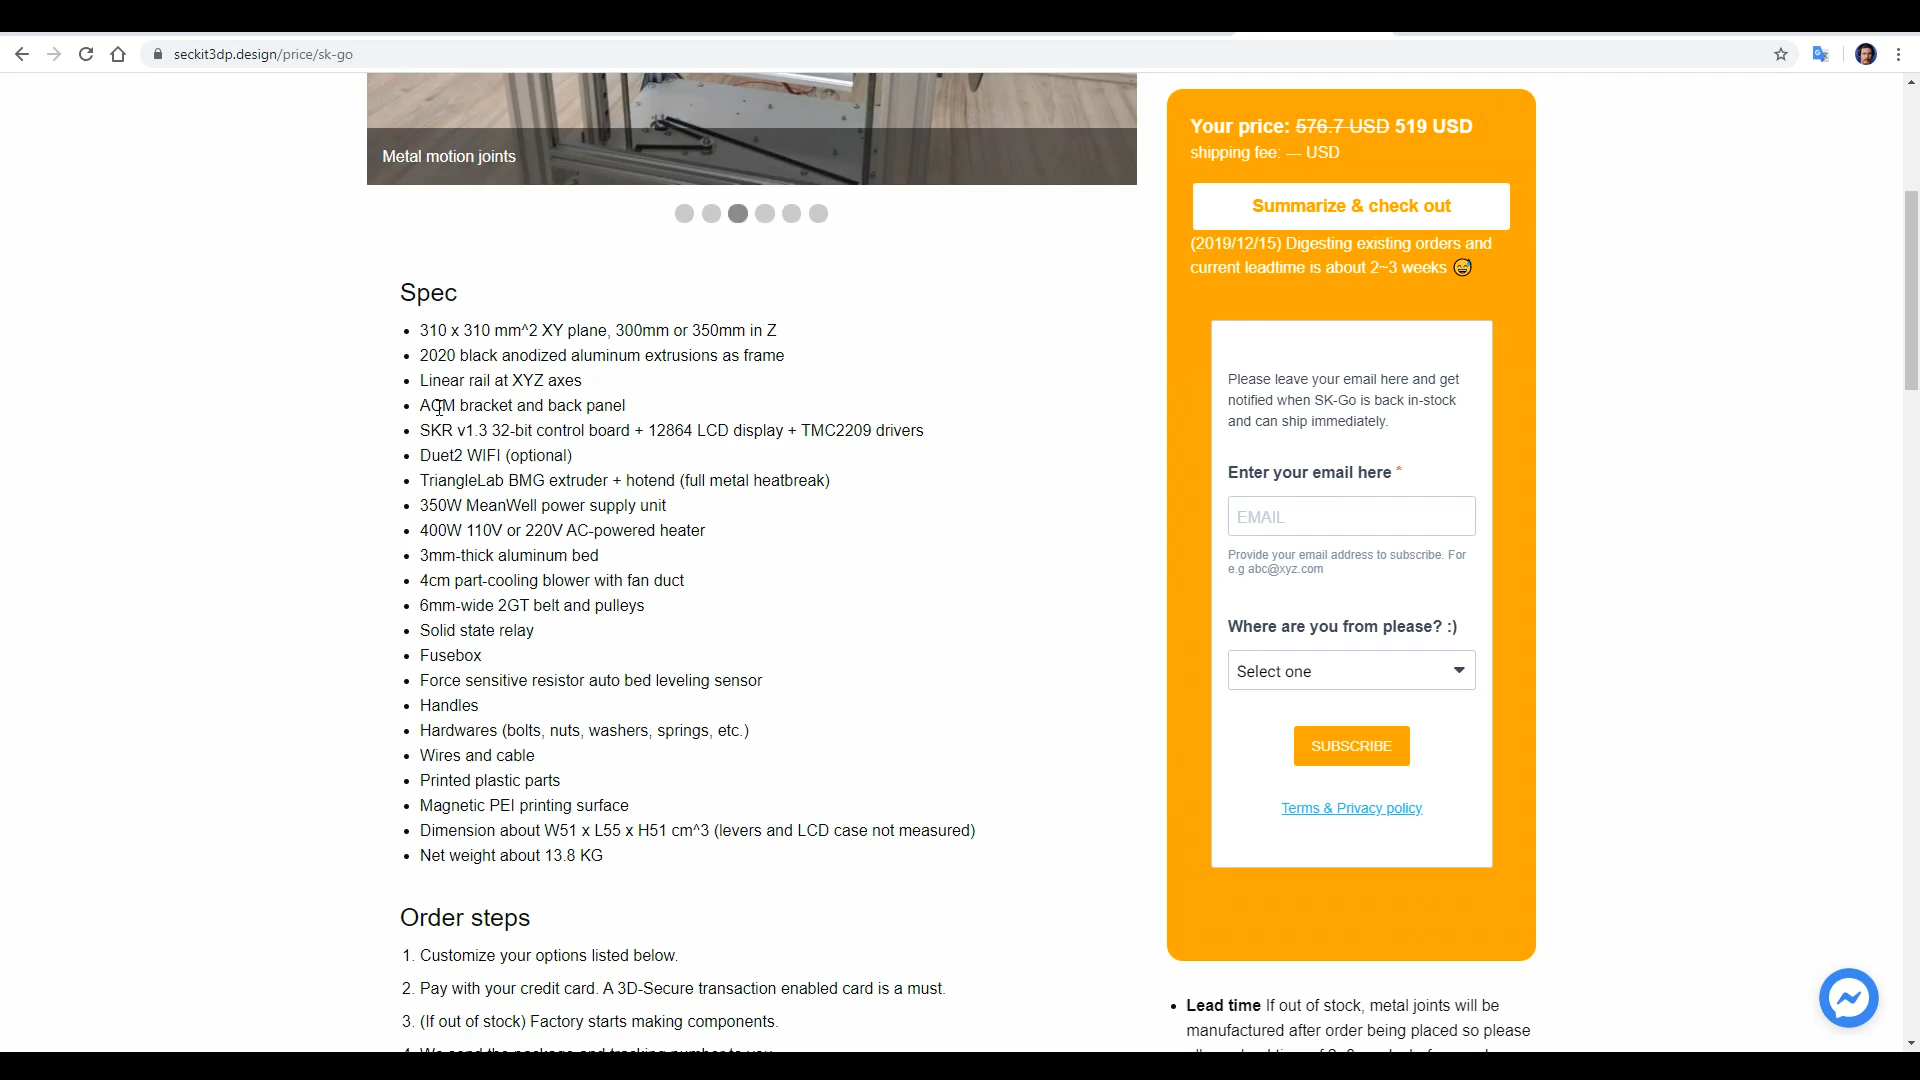 seckit3dp.design/price/sk-go
Metal motion joints
Spec
310 x 310 mm^2 XY plane, 300mm or 350mm in Z
2020 black anodized aluminum extrusions as frame
Linear rail at XYZ axes
ACM bracket and back panel
SKR v1.3 32-bit control board + 12864 LCD display + TMC2209 drivers
Duet2 WIFI (optional)
TriangleLab BMG extruder + hotend (full metal heatbreak)
350W MeanWell power supply unit
400W 110V or 220V AC-powered heater
3mm-thick aluminum bed
4cm part-cooling blower with fan duct
6mm-wide 2GT belt and pulleys
Solid state relay
Fusebox
Force sensitive resistor auto bed leveling sensor
Handles
Hardwares (bolts, nuts, washers, springs, etc.)
Wires and cable
Printed plastic parts
Magnetic PEI printing surface
Dimension about W51 x L55 x H51 cm^3 (levers and LCD case not measured)
Net weight about 13.8 KG
Order steps
1. Customize your options listed below.
2. Pay with your credit card. A 3D-Secure transaction enabled card is a must.
3. (If out of stock) Factory starts making components.
4. We send the package and tracking number to you.
Your price: 576.7 USD 519 USD
shipping fee: — USD
Summarize & check out
(2019/12/15) Digesting existing orders and
current leadtime is about 2~3 weeks 😅
Please leave your email here and get
notified when SK-Go is back in-stock
and can ship immediately.
Enter your email here *
EMAIL
Provide your email address to subscribe. For
e.g abc@xyz.com
Where are you from please? :)
Select one
SUBSCRIBE
Terms & Privacy policy
Lead time If out of stock, metal joints will be
manufactured after order being placed so please